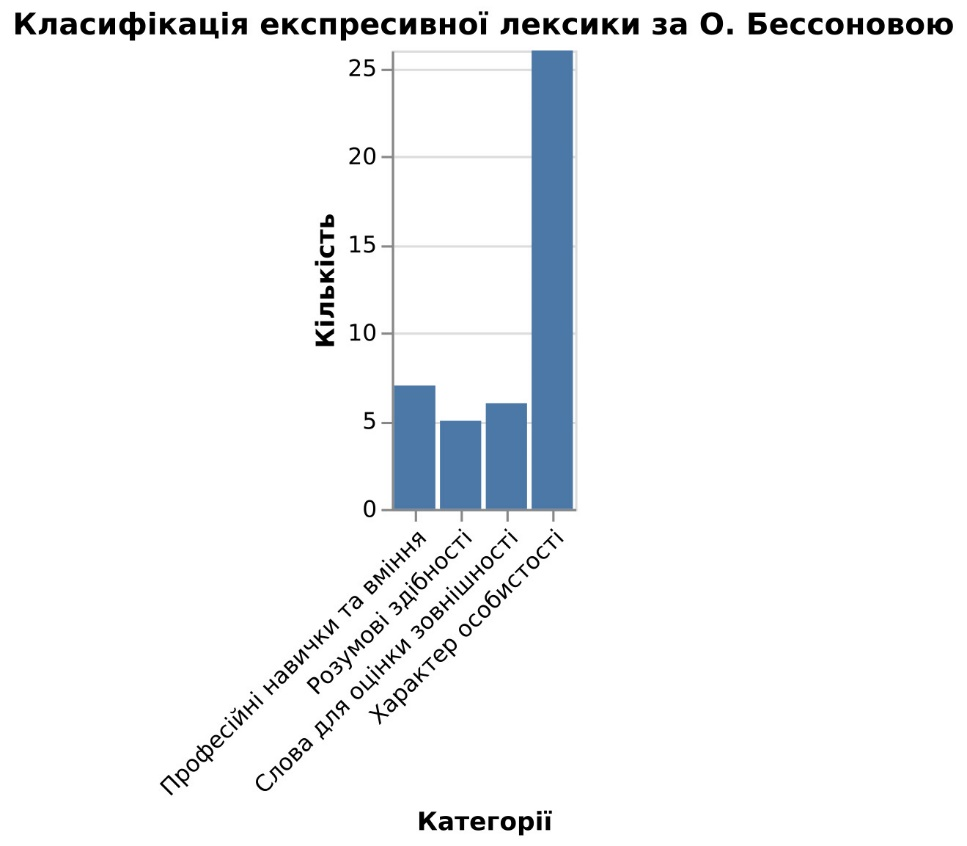 Класифікація експресивної лексики за О. Бессоновою
25
20
15
10
5
0
Кількість
Професійні навички та вміння
Розумові здібності
Слова для оцінки зовнішності
Характер особистості
Категорії